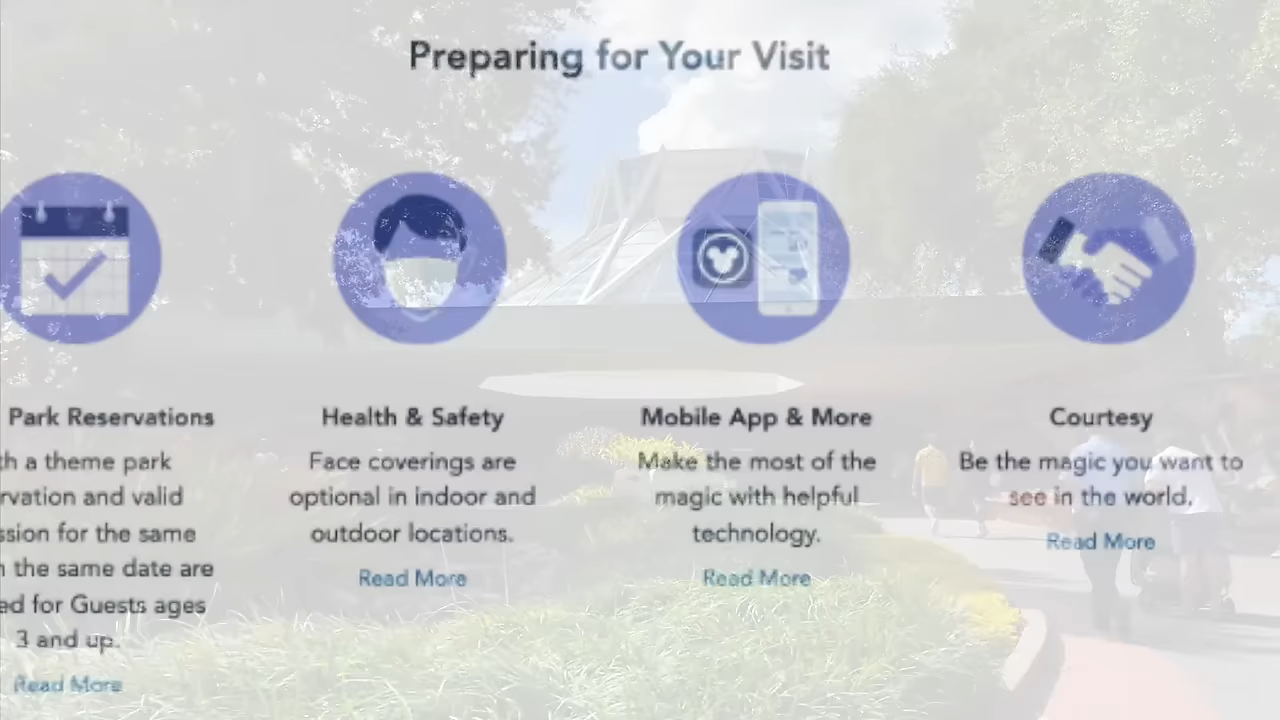 Preparing for Your Visit
Park Reservations
th a theme park
rvation and valid
ssion for the same
n the same date are
ed for Guests ages
3 and up.
Read More
Health & Safety
Face coverings are
optional in indoor and
outdoor locations.
Read More
Mobile App & More
Make the most of the
magic with helpful
technology.
Read More
Courtesy
Be the magic you want to
see in the world.
Read More